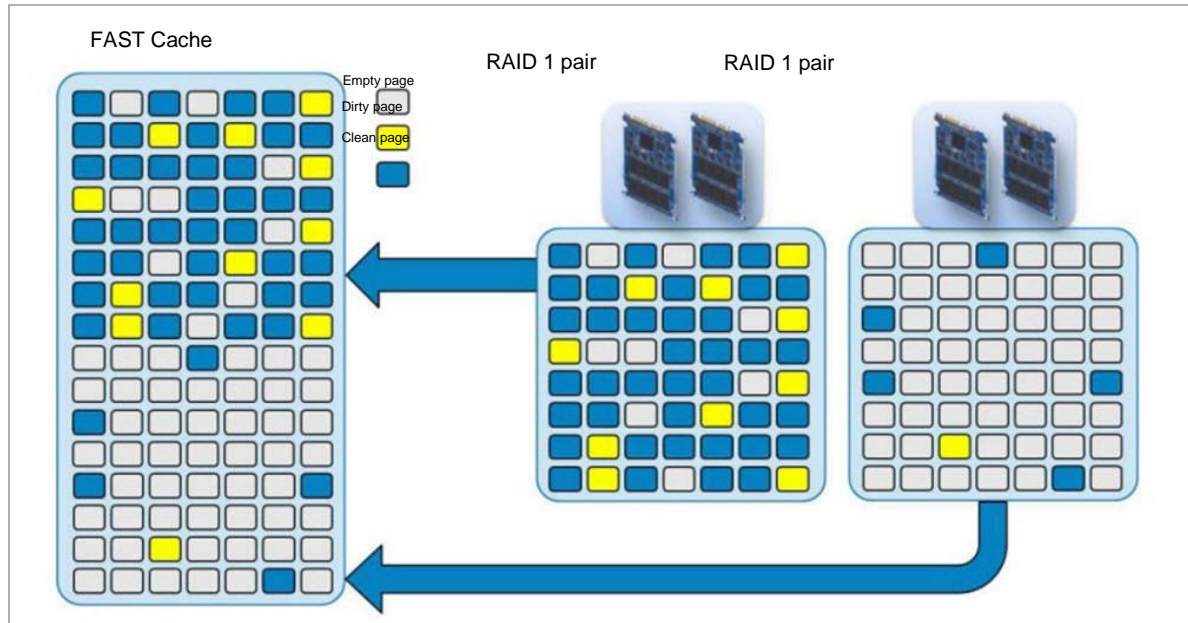 FAST Cache
RAID 1 pair
RAID 1 pair
Empty page
Dirty page
Clean page